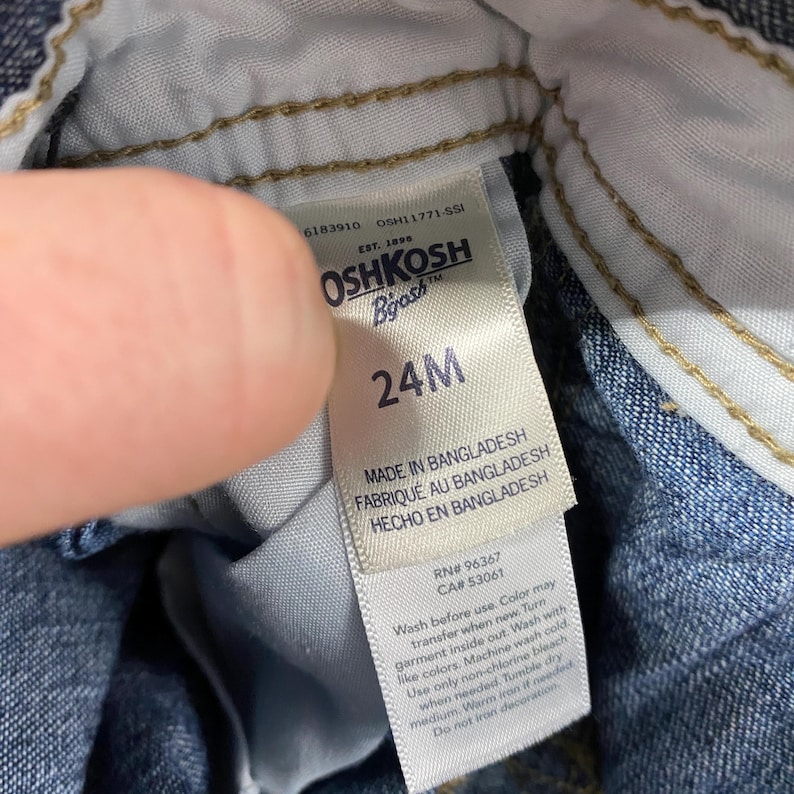 6183910 OSH11771-SSI
EST. 1895
OSHKOSH
B'gosh™
24M
MADE IN BANGLADESH
FABRIQUÉ AU BANGLADESH
HECHO EN BANGLADESH
RN# 96367
CA# 53061
Wash before use. Color may
transfer when new. Turn
garment inside out. Wash with
like colors. Machine wash cold
Use only non-chlorine bleach
when needed. Tumble dry
medium. Warm iron if needed
Do not iron decoration.